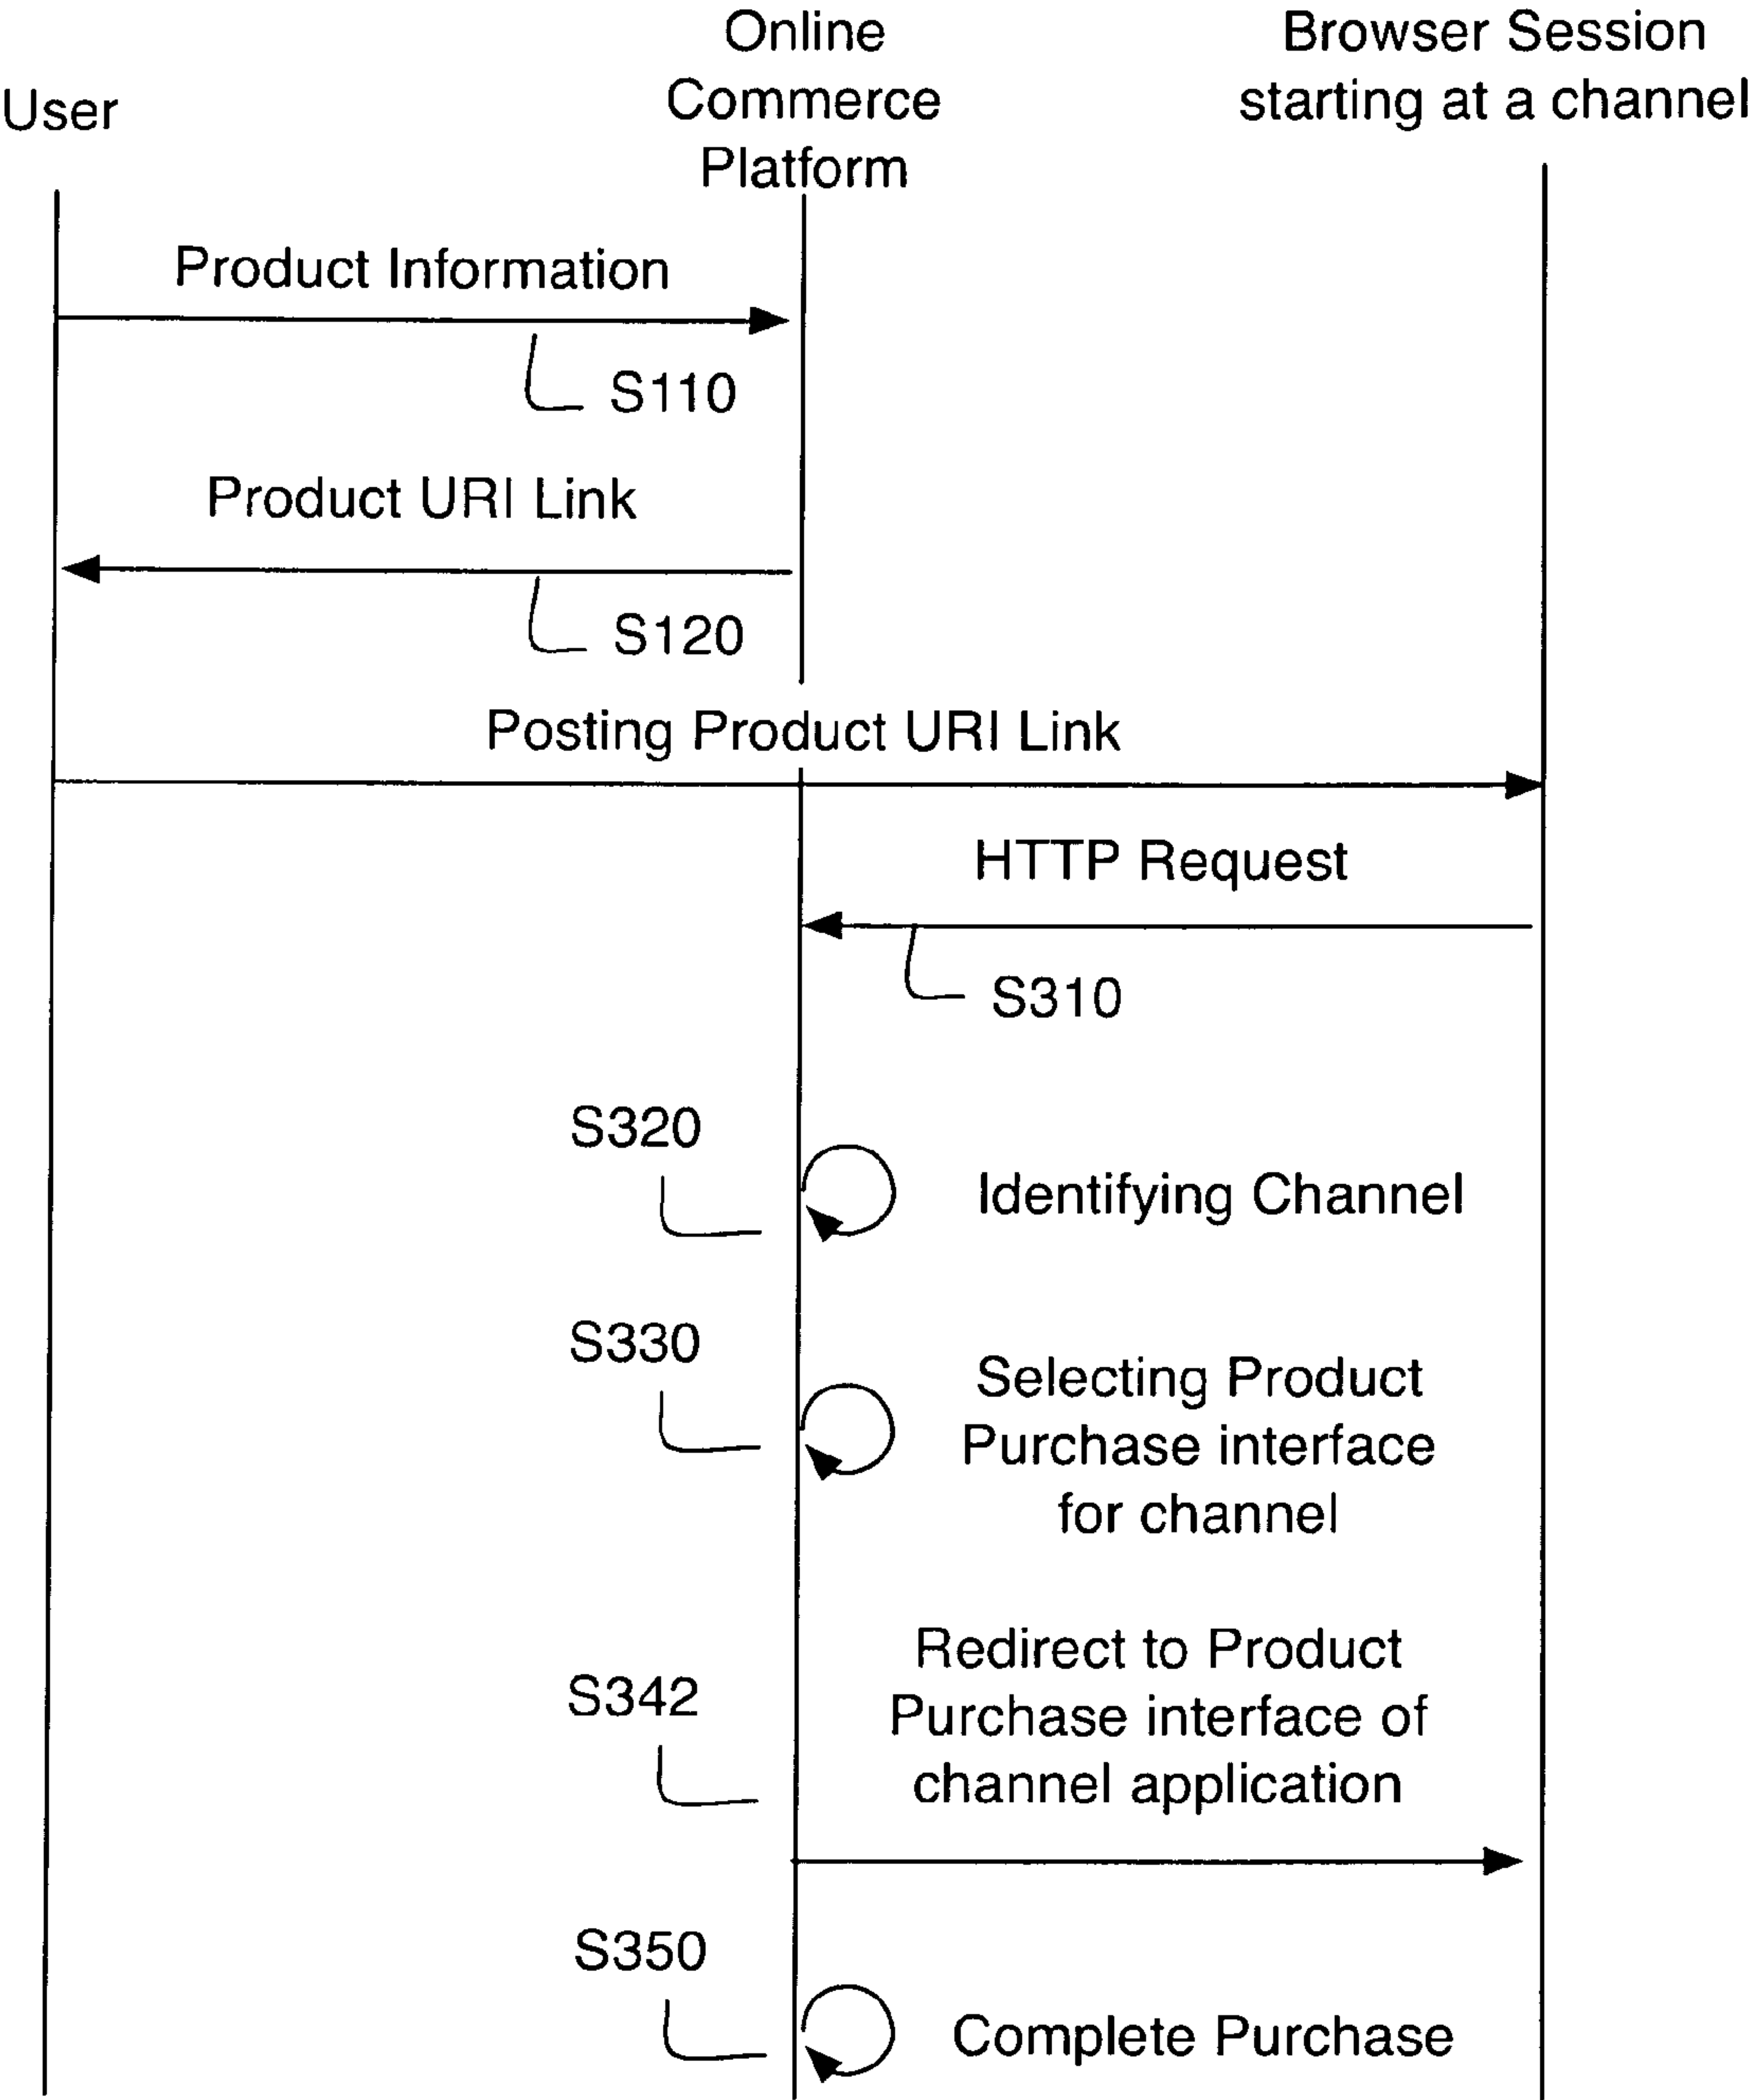 User
Online
Commerce
Platform
Browser Session
starting at a channel
Product Information
S110
Product URI Link
S120
Posting Product URI Link
HTTP Request
S310
S320
Identifying Channel
S330
Selecting Product
Purchase interface
for channel
S342
Redirect to Product
Purchase interface of
channel application
S350
Complete Purchase